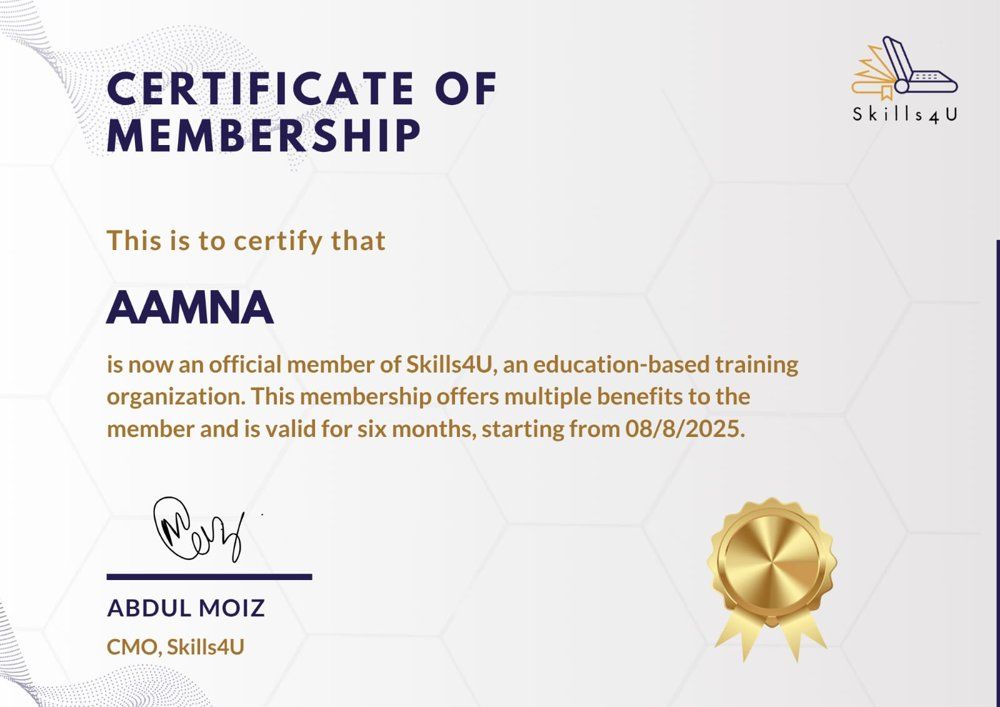 CERTIFICATE OF
MEMBERSHIP
Skills4U
This is to certify that
AAMNA
is now an official member of Skills4U, an education-based training
organization. This membership offers multiple benefits to the
member and is valid for six months, starting from 08/8/2025.
Moiz
ABDUL MOIZ
CMO, Skills4U